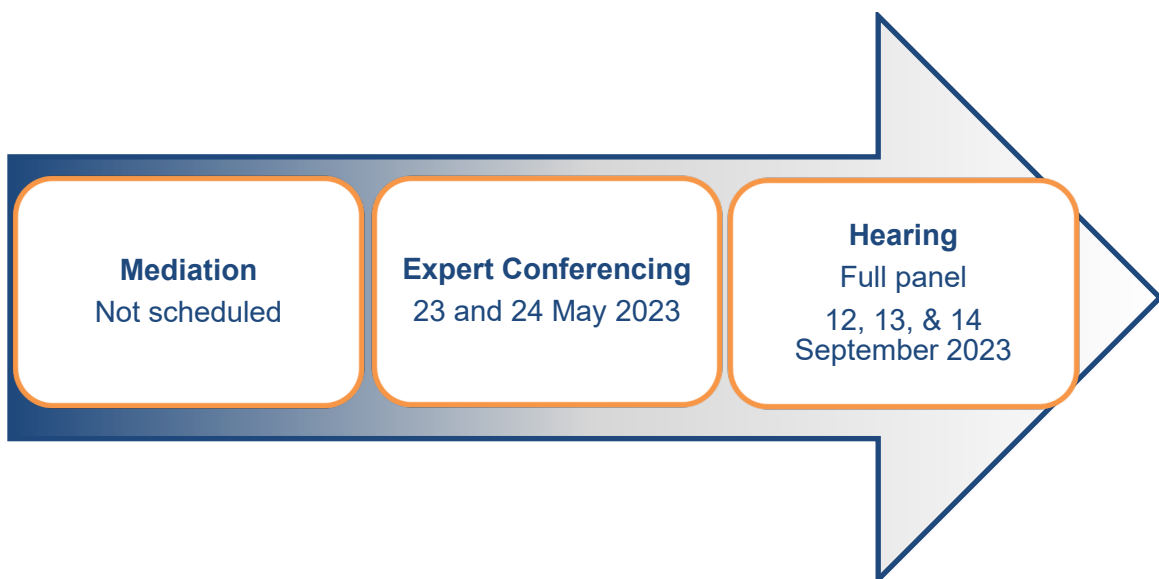 Mediation
Not scheduled
Expert Conferencing
23 and 24 May 2023
Hearing
Full panel
12, 13, & 14
September 2023